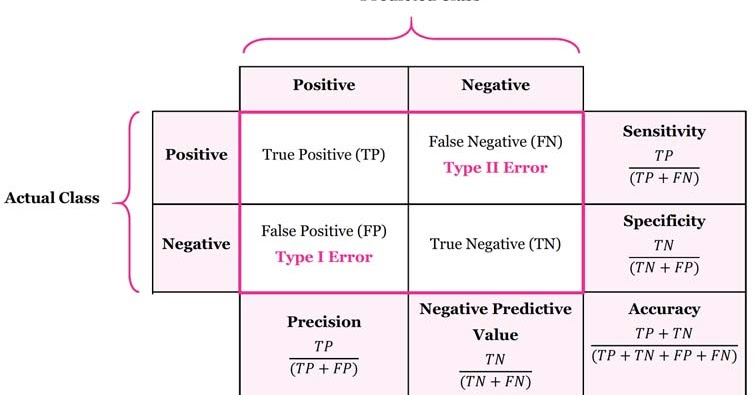 Positive
Negative
Actual Class
Positive
True Positive (TP)
False Negative (FN)
Type II Error
Sensitivity
TP
(TP + FN)
Negative
False Positive (FP)
Type I Error
True Negative (TN)
Specificity
TN
(TN + FP)
Precision
TP
(TP + FP)
Negative Predictive
Value
TN
(TN + FN)
Accuracy
TP + TN
(TP + TN + FP + FN)